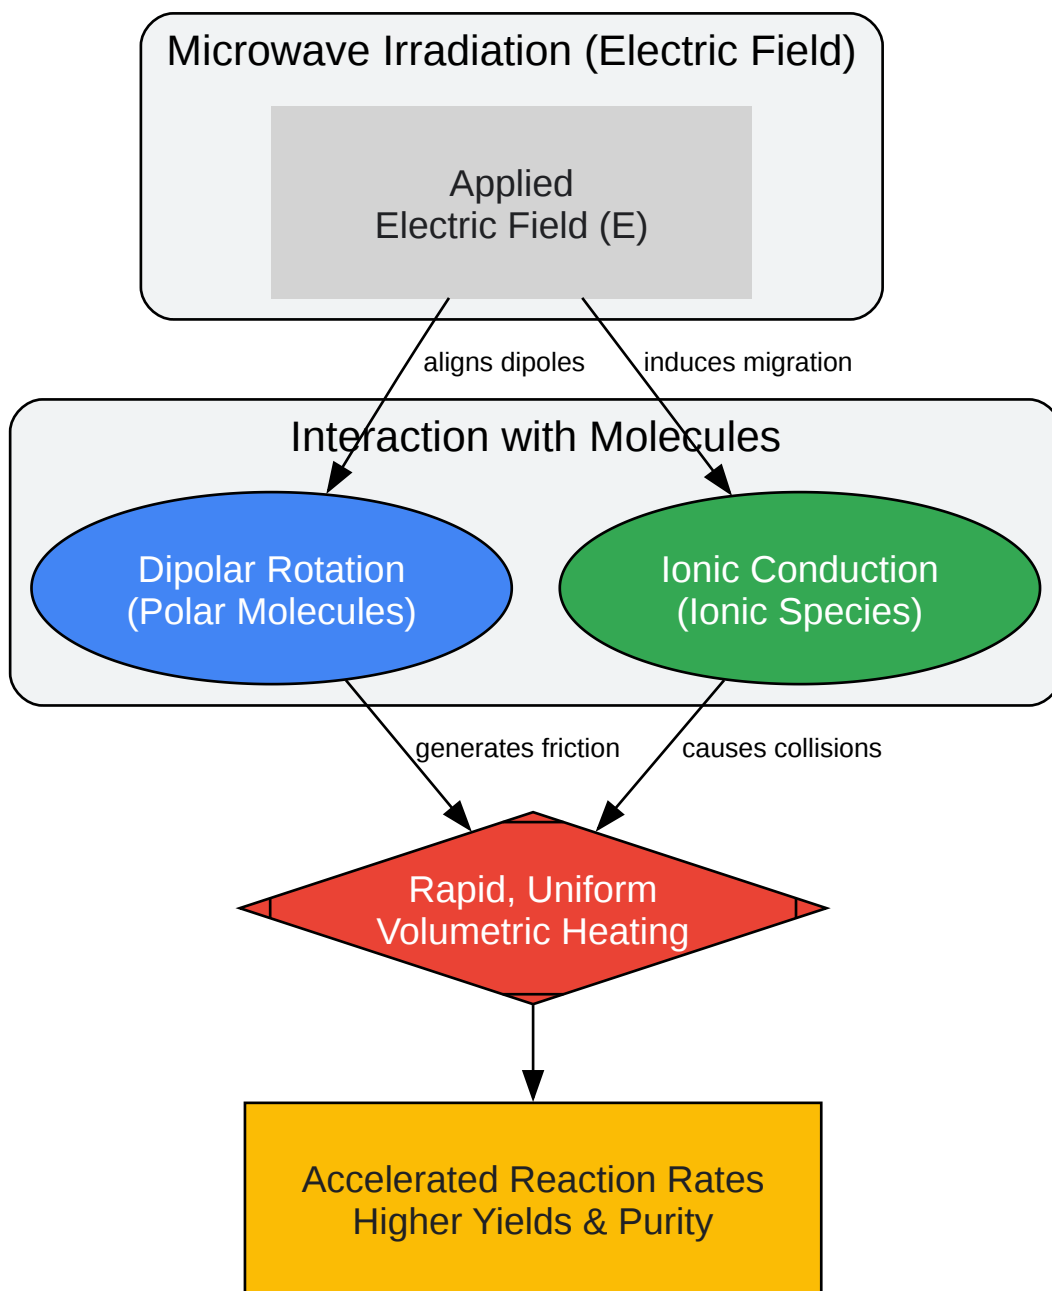 Microwave Irradiation (Electric Field)
Applied
Electric Field (E)
aligns dipoles
induces migration
Interaction with Molecules
Dipolar Rotation
(Polar Molecules)
Ionic Conduction
(Ionic Species)
generates friction
causes collisions
Rapid, Uniform
Volumetric Heating
Accelerated Reaction Rates
Higher Yields & Purity